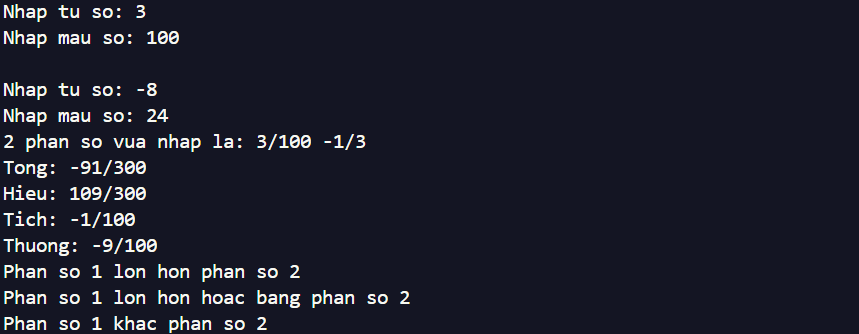 Nhap tu so: 3
Nhap mau so: 100
Nhap tu so: -8
Nhap mau so: 24
2 phan so vua nhap la: 3/100 -1/3
Tong: -91/300
Hieu: 109/300
Tich: -1/100
Thuong: -9/100
Phan so 1 lon hon phan so 2
Phan so 1 lon hon hoac bang phan so 2
Phan so 1 khac phan so 2